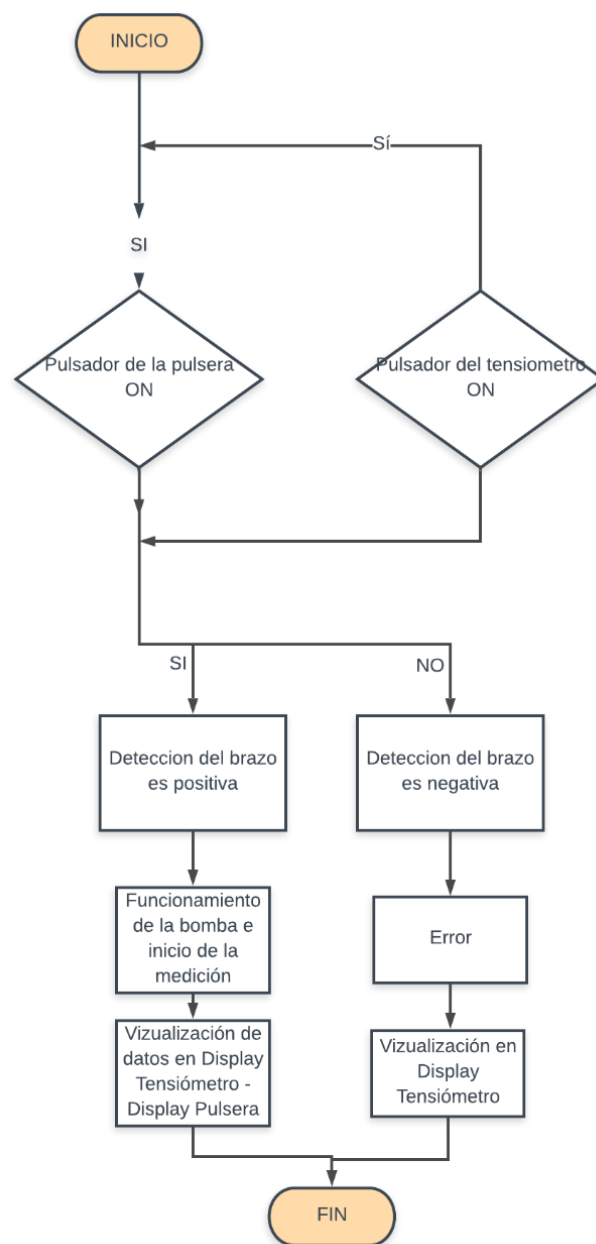 INICIO
Sí
SI
Pulsador de la pulsera
ON
Pulsador del tensiometro
ON
SI
NO
Deteccion del brazo
es positiva
Deteccion del brazo
es negativa
Funcionamiento
de la bomba e
inicio de la
medición
Error
Vizualización de
datos en Display
Tensiómetro -
Display Pulsera
Vizualización en
Display
Tensiómetro
FIN